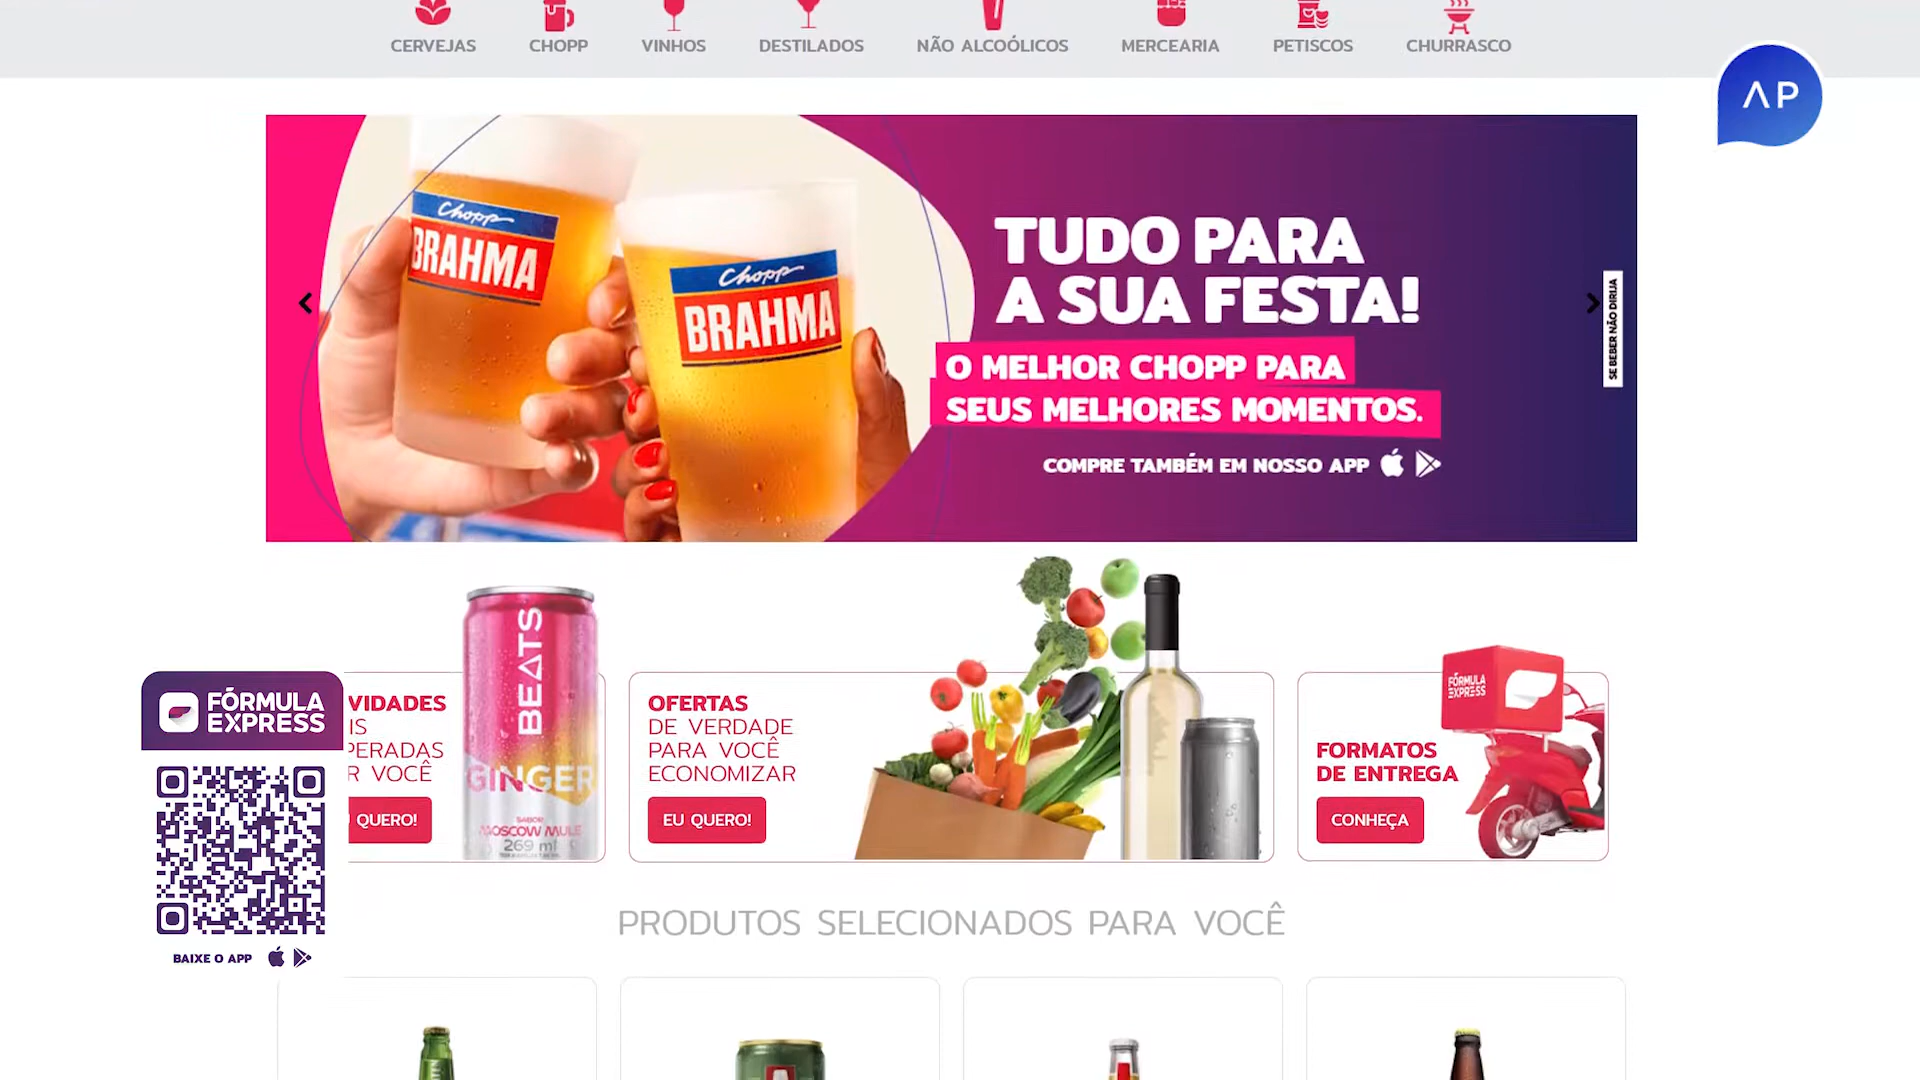 CERVEJAS
CHOPP
VINHOS
DESTILADOS
NÃO ALCOÓLICOS
MERCEARIA
PETISCOS
CHURRASCO
AP
Chopp
BRAHMA
Chopp
BRAHMA
TUDO PARA
A SUA FESTA!
O MELHOR CHOPP PARA
SEUS MELHORES MOMENTOS.
COMPRE TAMBÉM EM NOSSO APP
SE BEBER NÃO DIRIJA
FÓRMULA
EXPRESS
BAIXE O APP
VIDADES
IS
PERADAS
R VOCÊ
QUERO!
BEATS
GINGER
SABOR
MOSCOW MULE
269 ml
OFERTAS
DE VERDADE
PARA VOCÊ
ECONOMIZAR
EU QUERO!
FORMATOS
DE ENTREGA
CONHEÇA
FÓRMULA
EXPRESS
PRODUTOS SELECIONADOS PARA VOCÊ